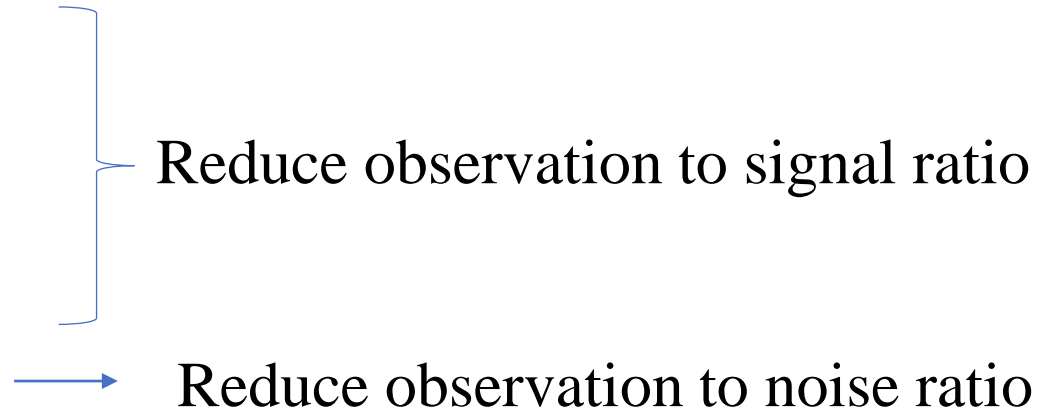 Reduce observation to signal ratio
Reduce observation to noise ratio